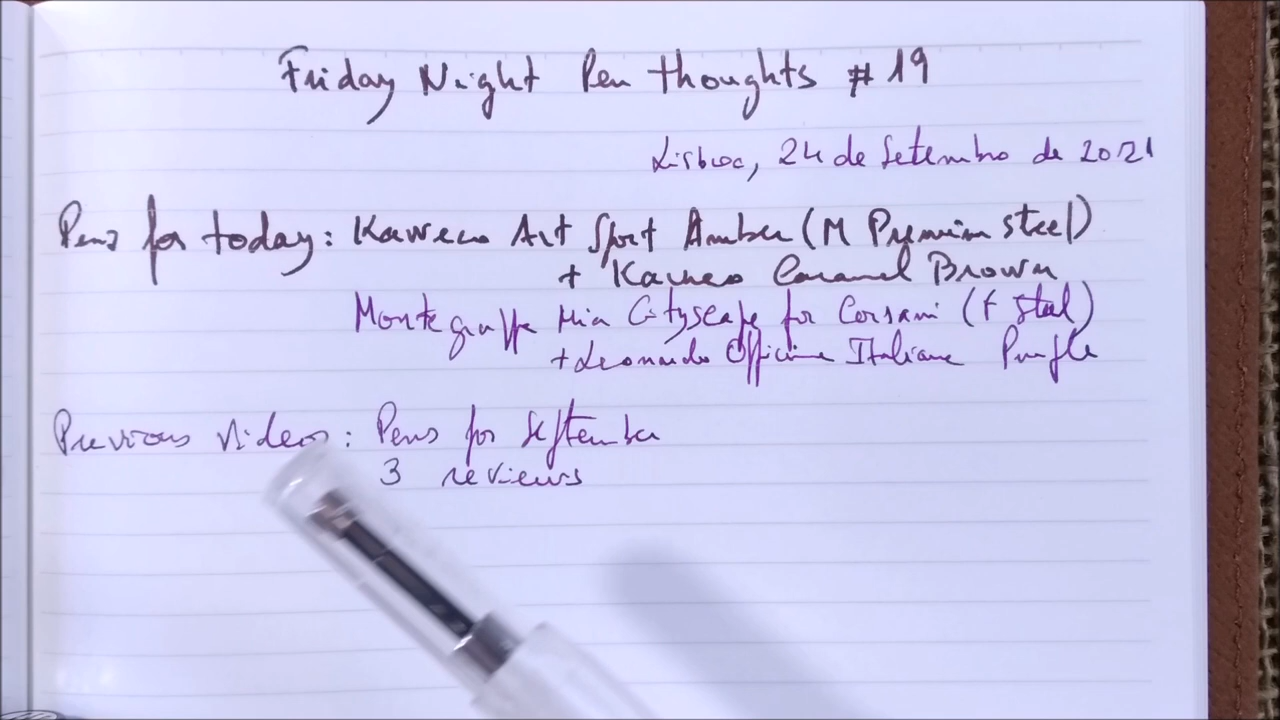 Friday Night Pen thoughts # 19
Lisboa, 24 de Setembro de 2021
Pens for today: Kaweco Art Sport Amber (M Premium steel)
+ Kaweco Caramel Brown
Montegrappa Mia Cityscape for Corsani (f steel)
+ Leonardo Officina Italiana Purple
Previous videos: Pens for September
3 reviews